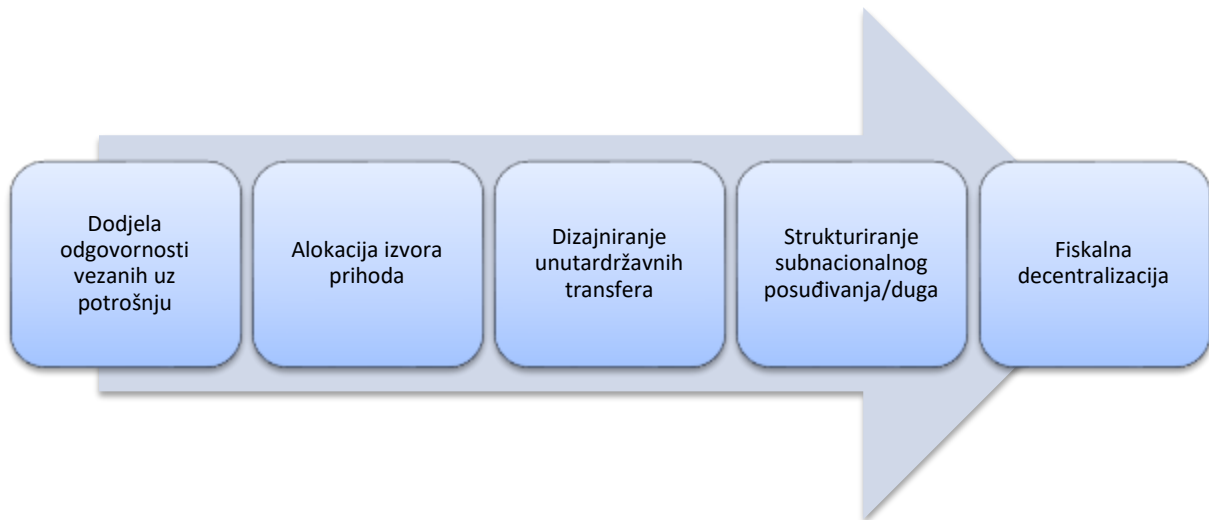 Dodjela
odgovornosti
vezanih uz
potrošnju
Alokacija izvora
prihoda
Dizajniranje
unutardržavnih
transfera
Strukturiranje
subnacionalnog
posuđivanja/duga
Fiskalna
decentralizacija